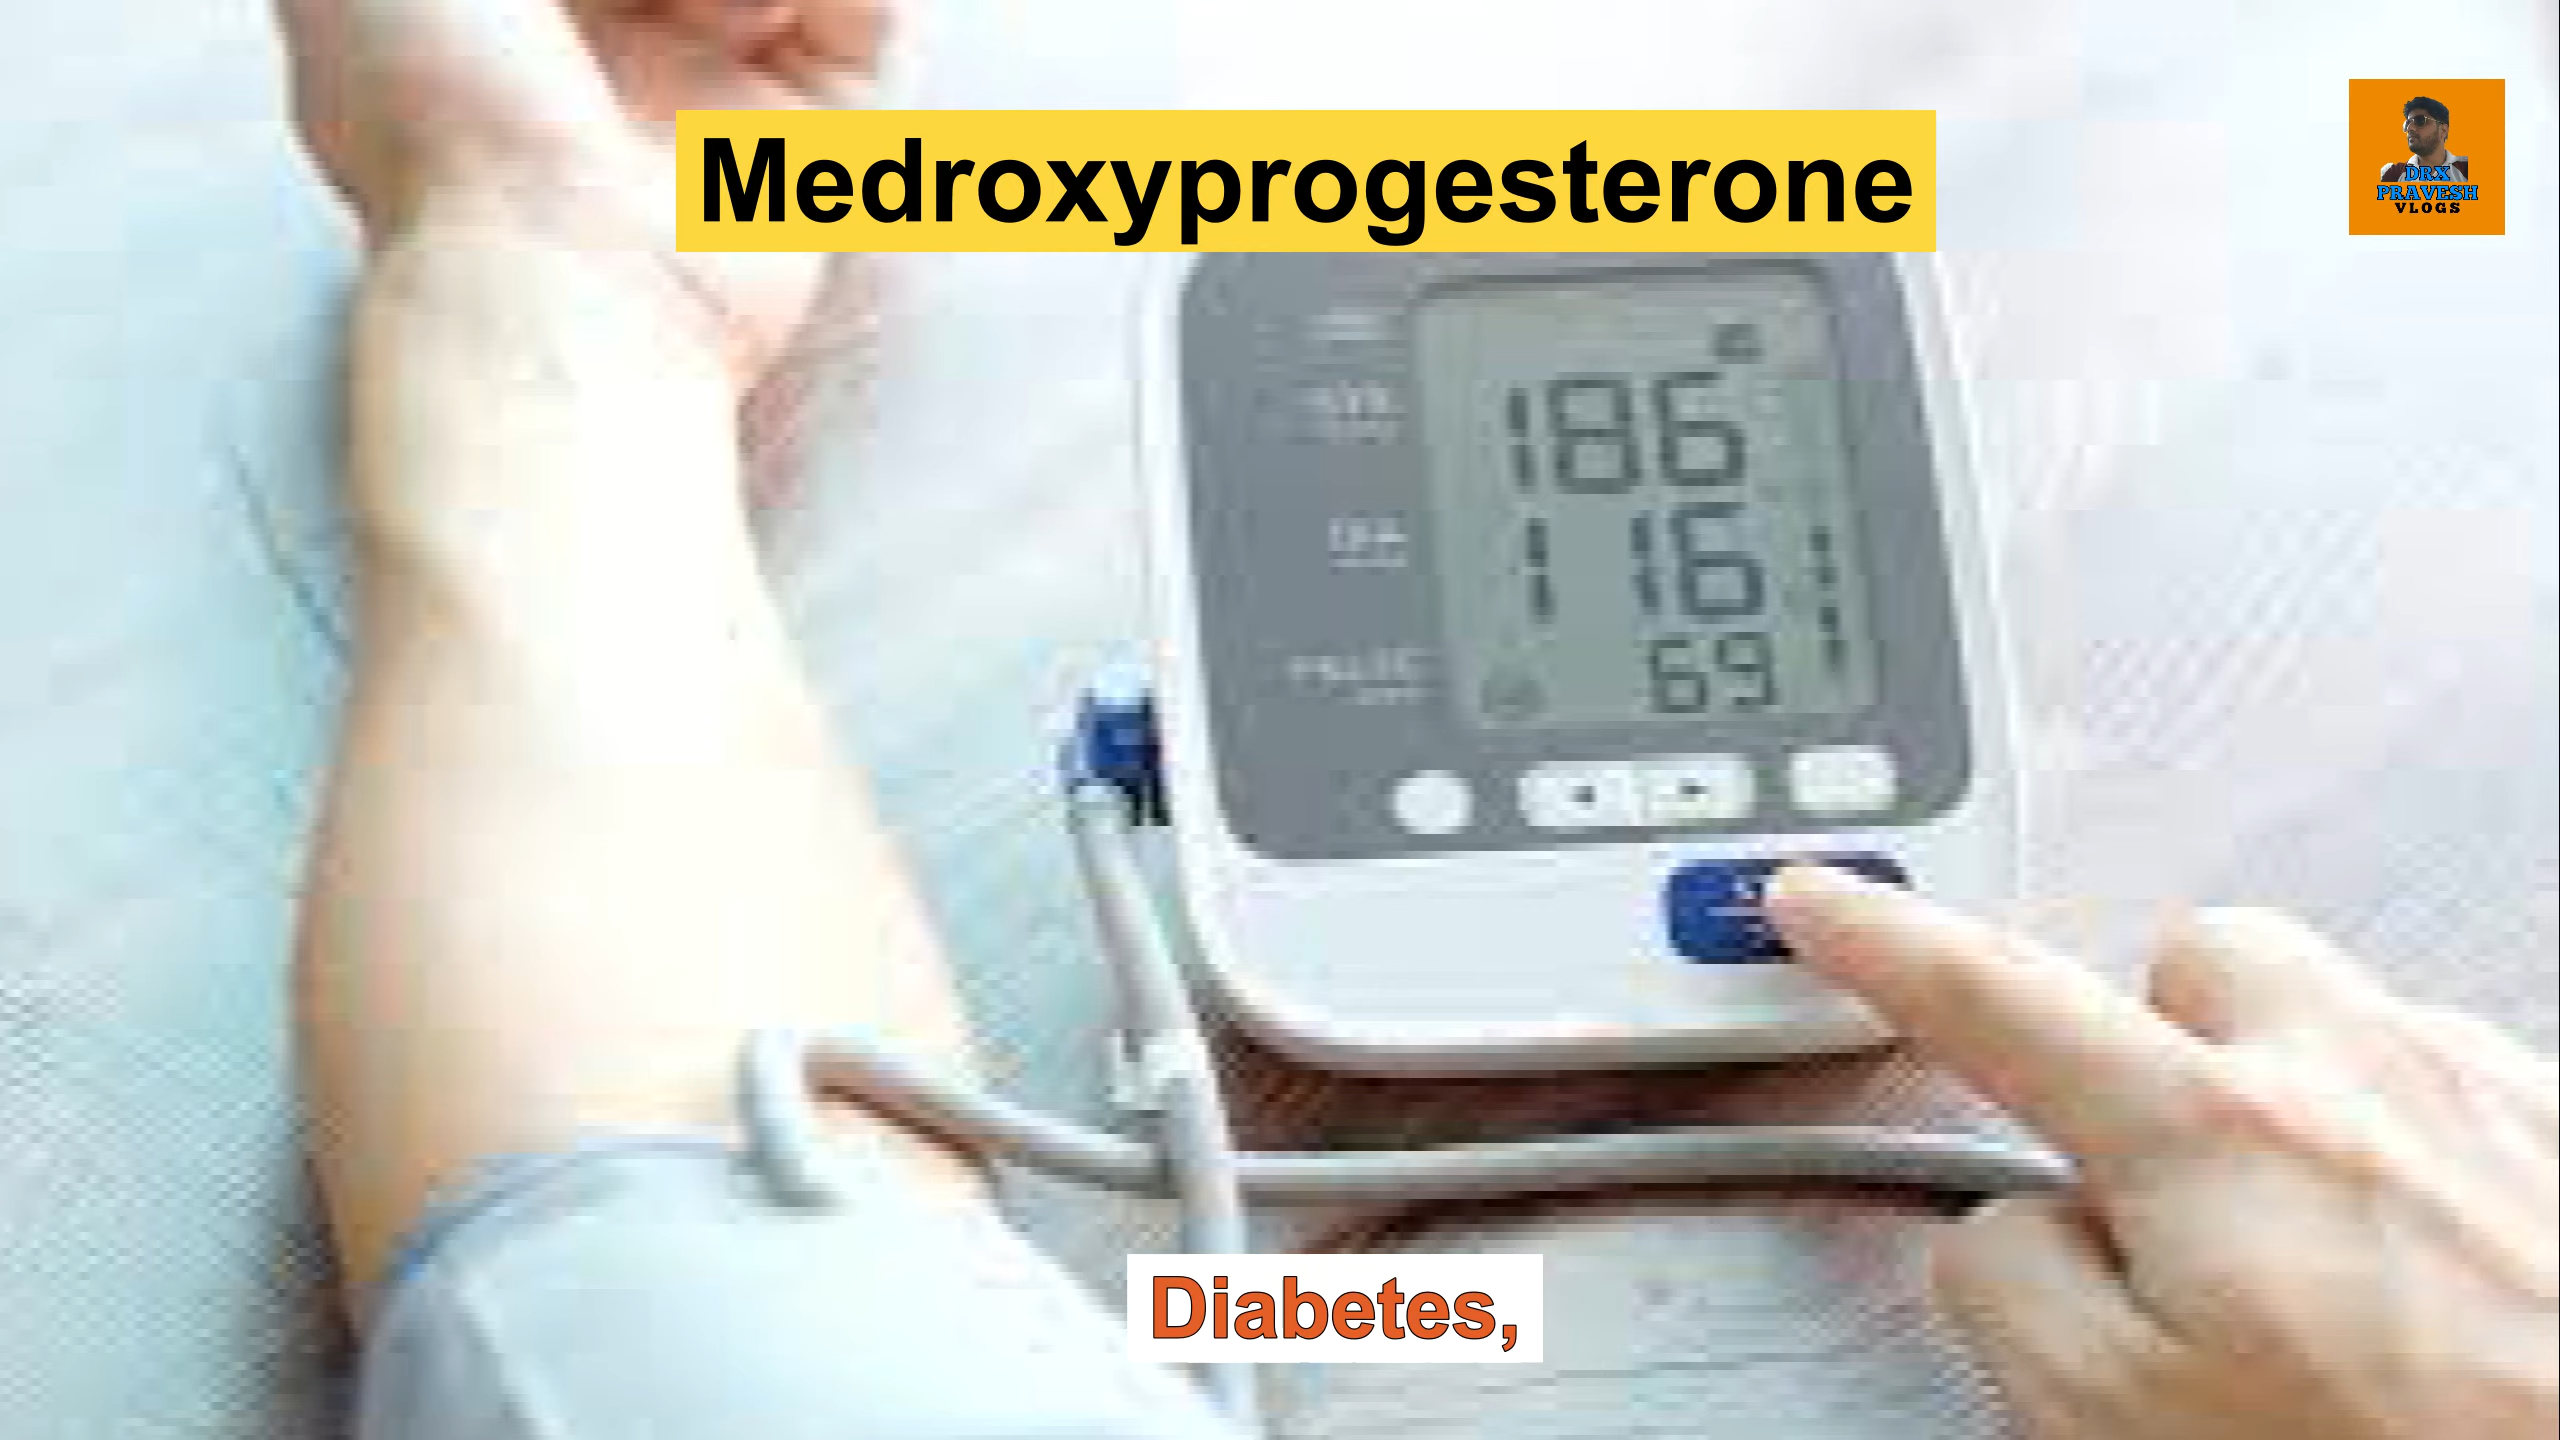 Medroxyprogesterone
DRX
PRAVESH
VLOGS
186
116
69
Diabetes,